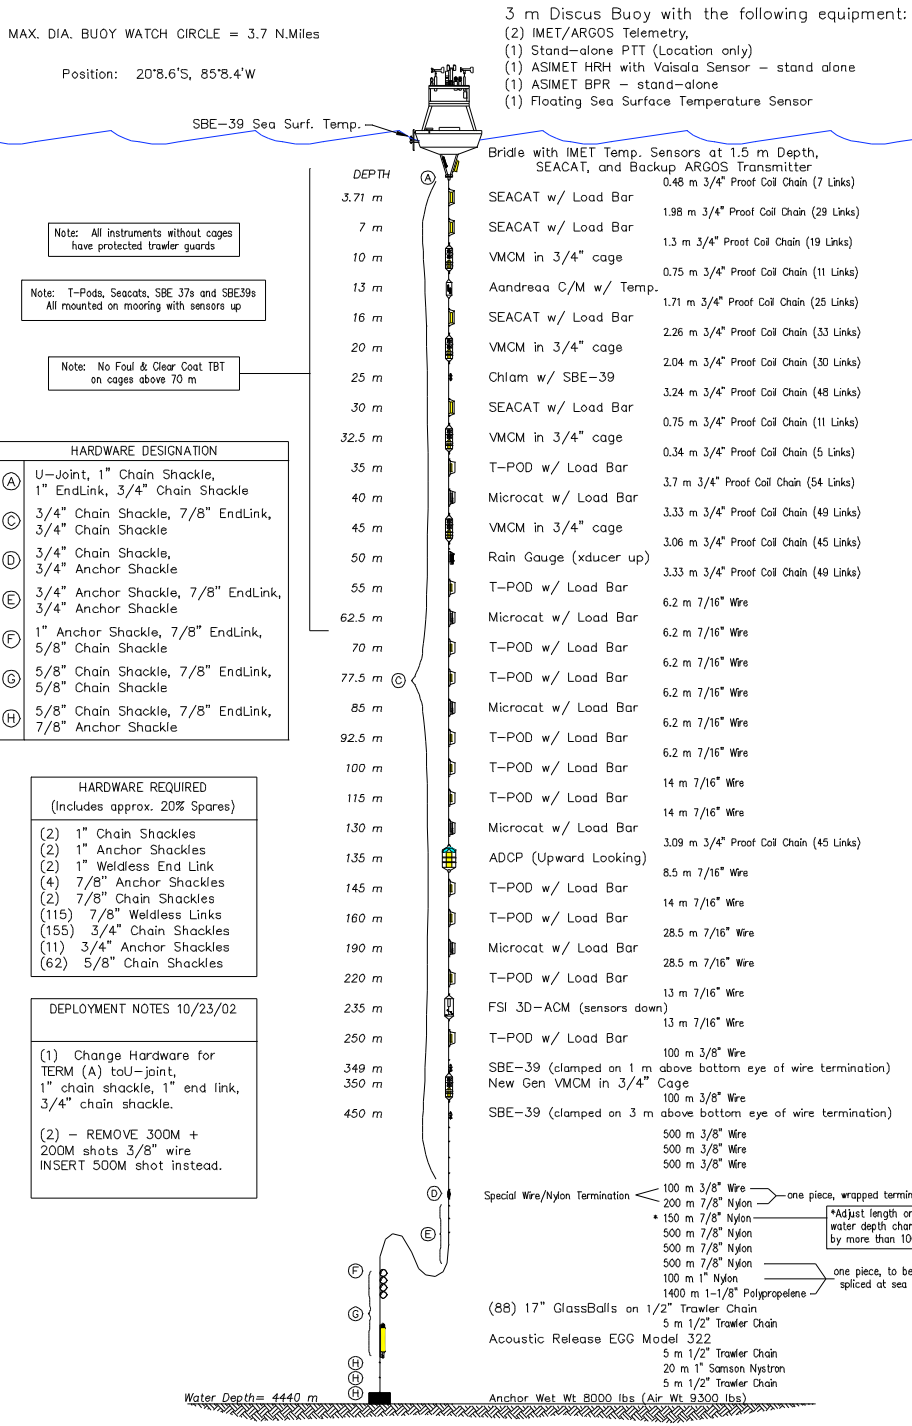 3 m Discus Buoy with the following equipment:
(2) IMET/ARGOS Telemetry,
(1) Stand-alone PTT (Location only)
(1) ASIMET HRH with Vaisala Sensor - stand alone
(1) ASIMET BPR - stand-alone
(1) Floating Sea Surface Temperature Sensor
MAX. DIA. BUOY WATCH CIRCLE = 3.7 N.Miles
Position: 20°8.6'S, 85°8.4'W
SBE-39 Sea Surf. Temp.
Bridle with IMET Temp. Sensors at 1.5 m Depth,
SEACAT, and Backup ARGOS Transmitter
DEPTH
A
0.48 m 3/4" Proof Coil Chain (7 Links)
3.71 m SEACAT w/ Load Bar
1.98 m 3/4" Proof Coil Chain (29 Links)
7 m SEACAT w/ Load Bar
1.3 m 3/4" Proof Coil Chain (19 Links)
10 m VMCM in 3/4" cage
0.75 m 3/4" Proof Coil Chain (11 Links)
13 m Aandreaa C/M w/ Temp.
1.71 m 3/4" Proof Coil Chain (25 Links)
16 m SEACAT w/ Load Bar
2.26 m 3/4" Proof Coil Chain (33 Links)
20 m VMCM in 3/4" cage
2.04 m 3/4" Proof Coil Chain (30 Links)
25 m Chlam w/ SBE-39
3.24 m 3/4" Proof Coil Chain (48 Links)
30 m SEACAT w/ Load Bar
0.75 m 3/4" Proof Coil Chain (11 Links)
32.5 m VMCM in 3/4" cage
0.34 m 3/4" Proof Coil Chain (5 Links)
35 m T-POD w/ Load Bar
3.7 m 3/4" Proof Coil Chain (54 Links)
40 m Microcat w/ Load Bar
3.33 m 3/4" Proof Coil Chain (49 Links)
45 m VMCM in 3/4" cage
3.06 m 3/4" Proof Coil Chain (45 Links)
50 m Rain Gauge (xducer up)
3.33 m 3/4" Proof Coil Chain (49 Links)
55 m T-POD w/ Load Bar
6.2 m 7/16" Wire
62.5 m Microcat w/ Load Bar
6.2 m 7/16" Wire
70 m T-POD w/ Load Bar
6.2 m 7/16" Wire
77.5 m C T-POD w/ Load Bar
6.2 m 7/16" Wire
85 m Microcat w/ Load Bar
6.2 m 7/16" Wire
92.5 m T-POD w/ Load Bar
6.2 m 7/16" Wire
100 m T-POD w/ Load Bar
14 m 7/16" Wire
115 m T-POD w/ Load Bar
14 m 7/16" Wire
130 m Microcat w/ Load Bar
3.09 m 3/4" Proof Coil Chain (45 Links)
135 m ADCP (Upward Looking)
8.5 m 7/16" Wire
145 m T-POD w/ Load Bar
14 m 7/16" Wire
160 m T-POD w/ Load Bar
28.5 m 7/16" Wire
190 m Microcat w/ Load Bar
28.5 m 7/16" Wire
220 m T-POD w/ Load Bar
13 m 7/16" Wire
235 m FSI 3D-ACM (sensors down)
13 m 7/16" Wire
250 m T-POD w/ Load Bar
100 m 3/8" Wire
349 m SBE-39 (clamped on 1 m above bottom eye of wire termination)
350 m New Gen VMCM in 3/4" Cage
100 m 3/8" Wire
450 m SBE-39 (clamped on 3 m above bottom eye of wire termination)
500 m 3/8" Wire
500 m 3/8" Wire
500 m 3/8" Wire
D Special Wire/Nylon Termination
100 m 3/8" Wire
200 m 7/8" Nylon
one piece, wrapped termin
* 150 m 7/8" Nylon
*Adjust length or
water depth chan
by more than 10
E
500 m 7/8" Nylon
500 m 7/8" Nylon
500 m 7/8" Nylon
100 m 1" Nylon
1400 m 1-1/8" Polypropelene
one piece, to be
spliced at sea
F
G
(88) 17" GlassBalls on 1/2" Trawler Chain
5 m 1/2" Trawler Chain
Acoustic Release EGG Model 322
5 m 1/2" Trawler Chain
H
20 m 1" Samson Nystron
H
5 m 1/2" Trawler Chain
H
Water Depth= 4440 m Anchor Wet Wt 8000 lbs (Air Wt 9300 lbs)
Note: All instruments without cages
have protected trawler guards
Note: T-Pods, Seacats, SBE 37s and SBE39s
All mounted on mooring with sensors up
Note: No Foul & Clear Coat TBT
on cages above 70 m
HARDWARE DESIGNATION
A U-Joint, 1" Chain Shackle,
1" EndLink, 3/4" Chain Shackle
C 3/4" Chain Shackle, 7/8" EndLink,
3/4" Chain Shackle
D 3/4" Chain Shackle,
3/4" Anchor Shackle
E 3/4" Anchor Shackle, 7/8" EndLink,
3/4" Anchor Shackle
F 1" Anchor Shackle, 7/8" EndLink,
5/8" Chain Shackle
G 5/8" Chain Shackle, 7/8" EndLink,
5/8" Chain Shackle
H 5/8" Chain Shackle, 7/8" EndLink,
7/8" Anchor Shackle
HARDWARE REQUIRED
(Includes approx. 20% Spares)
(2) 1" Chain Shackles
(2) 1" Anchor Shackles
(2) 1" Weldless End Link
(4) 7/8" Anchor Shackles
(2) 7/8" Chain Shackles
(115) 7/8" Weldless Links
(155) 3/4" Chain Shackles
(11) 3/4" Anchor Shackles
(62) 5/8" Chain Shackles
DEPLOYMENT NOTES 10/23/02
(1) Change Hardware for
TERM (A) toU-joint,
1" chain shackle, 1" end link,
3/4" chain shackle.
(2) - REMOVE 300M +
200M shots 3/8" wire
INSERT 500M shot instead.